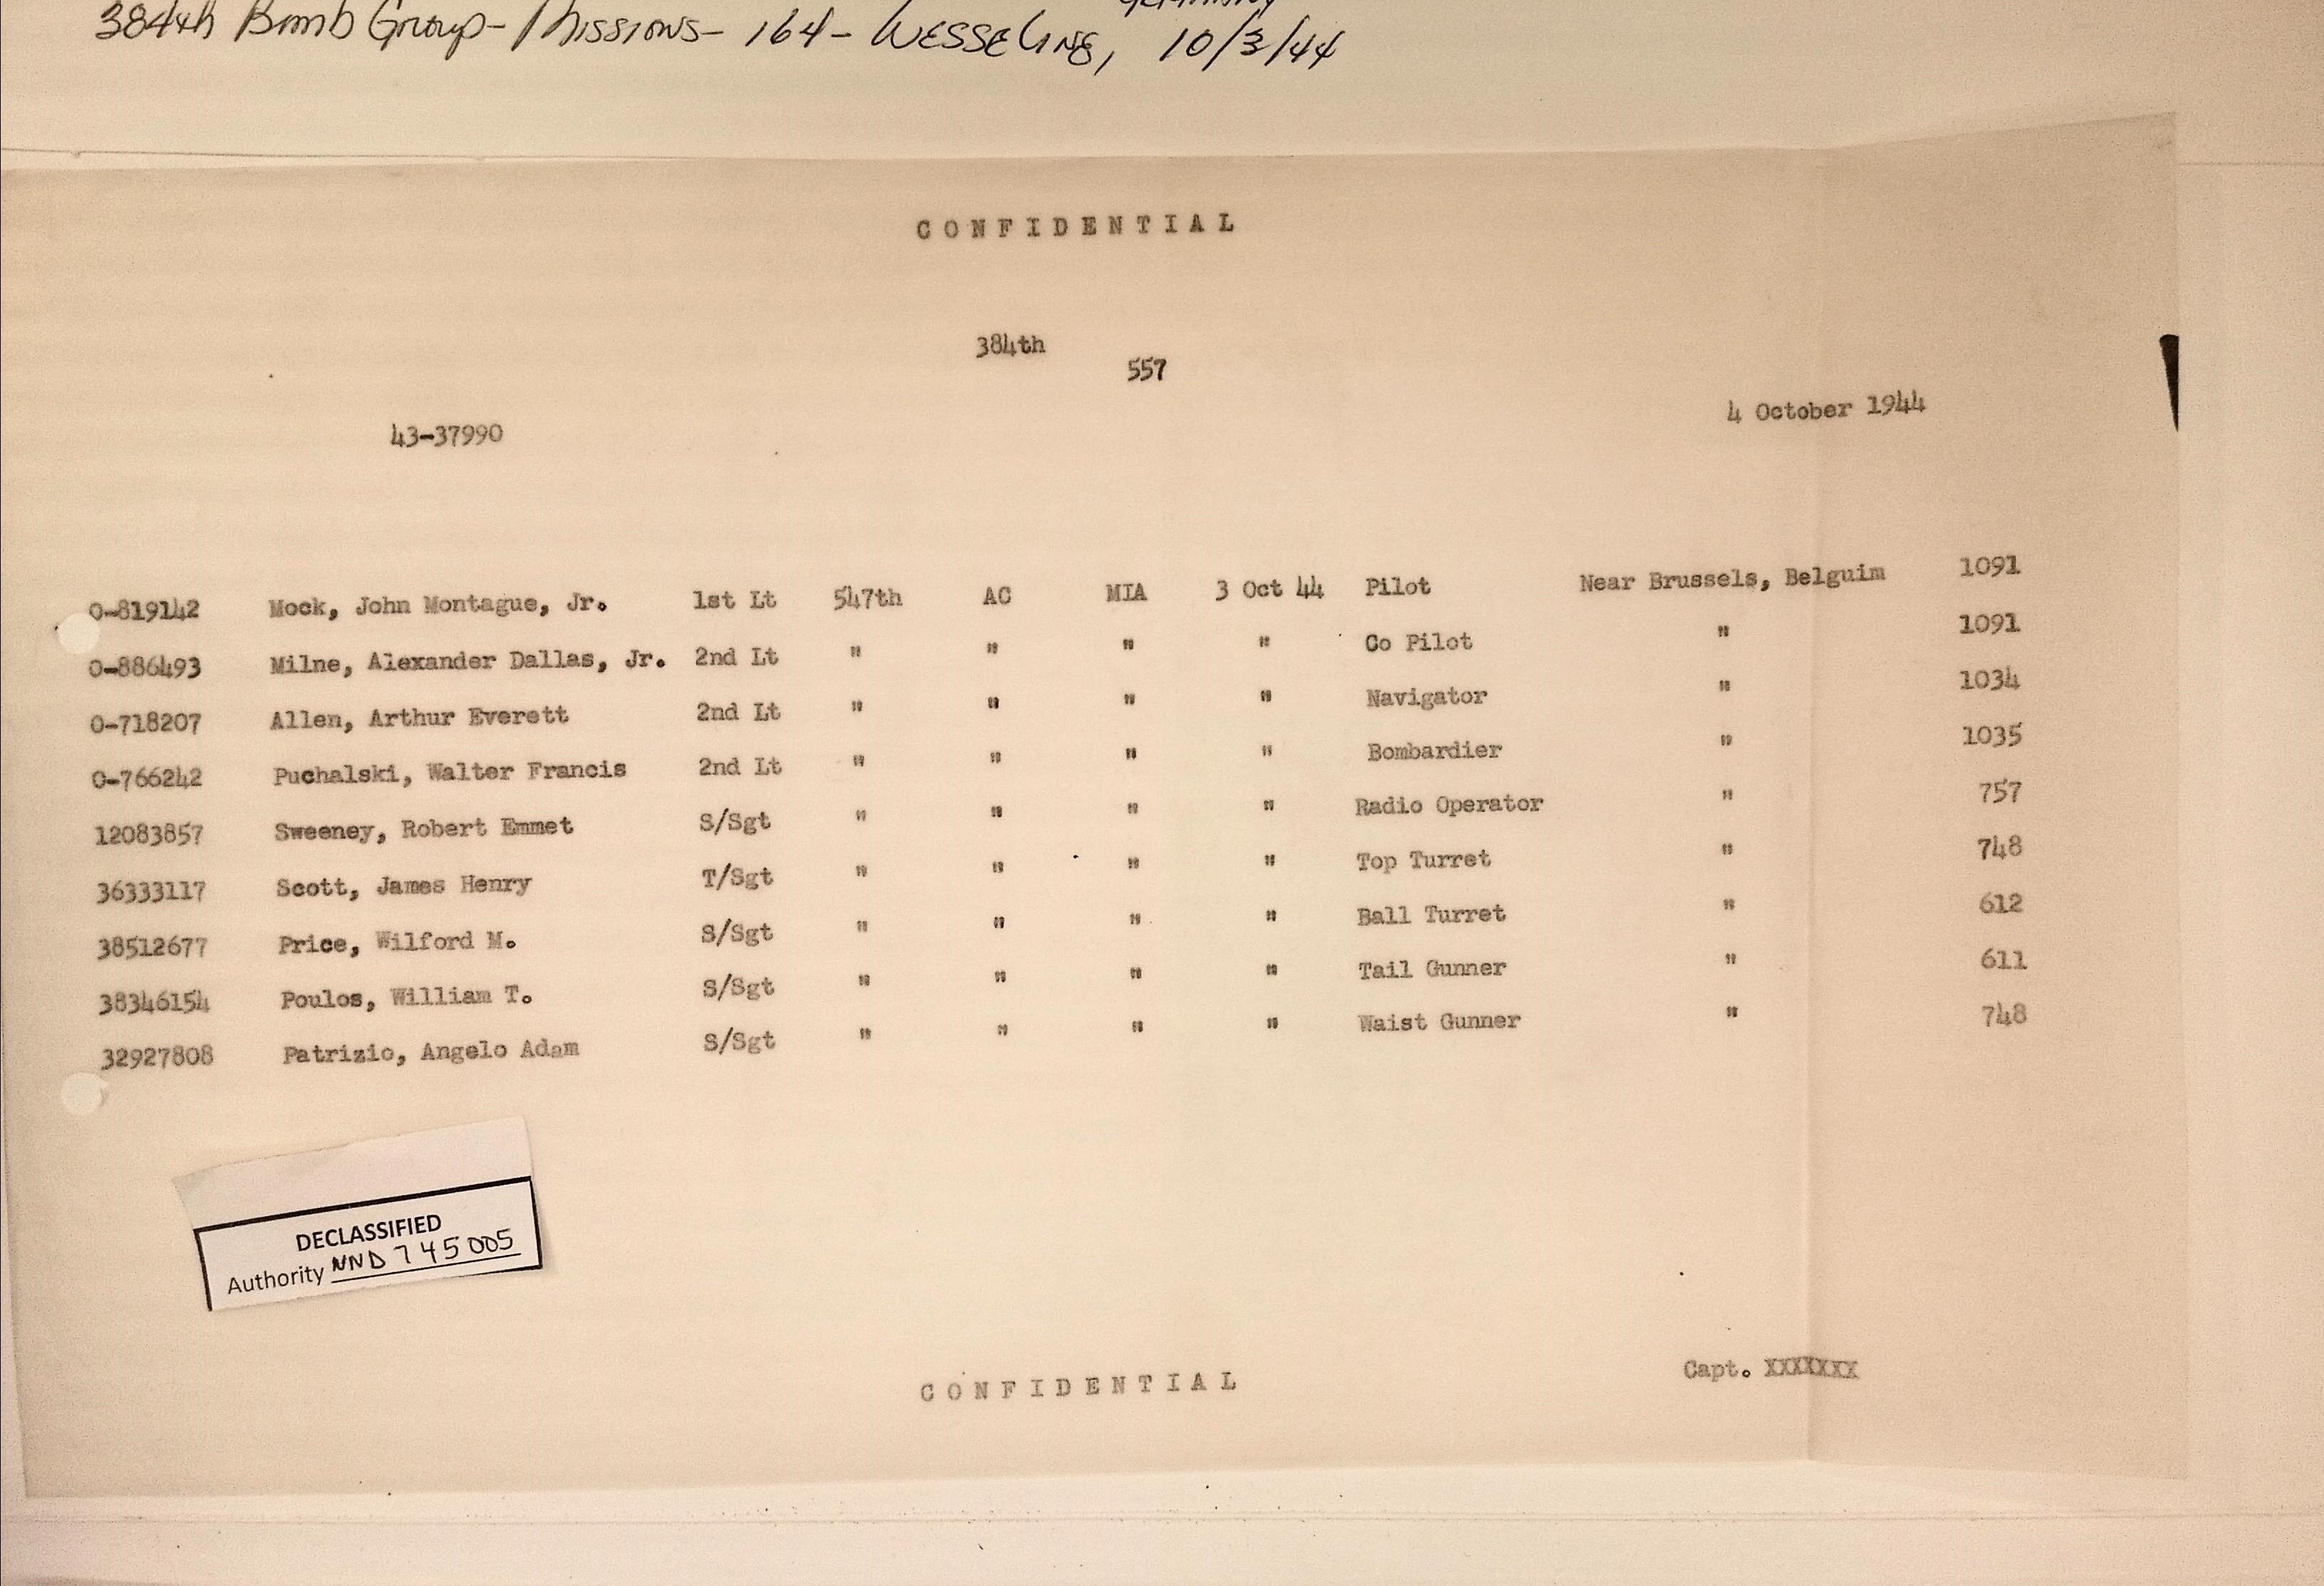 Germany
384th Bomb Group - Missions - 164 - Wesseling, 10/3/44
CONFIDENTIAL
384th
557
4 October 1944
43-37990
0-819142 Mock, John Montague, Jr. 1st Lt 547th AC MIA 3 Oct 44 Pilot Near Brussels, Belguim 1091
0-886493 Milne, Alexander Dallas, Jr. 2nd Lt " " " " Co Pilot " 1091
0-718207 Allen, Arthur Everett 2nd Lt " " " " Navigator " 1034
0-766242 Puchalski, Walter Francis 2nd Lt " " " " Bombardier " 1035
12083857 Sweeney, Robert Emmet S/Sgt " " " " Radio Operator " 757
36333117 Scott, James Henry T/Sgt " " " " Top Turret " 748
38512677 Price, Wilford M. S/Sgt " " " " Ball Turret " 612
38346154 Poulos, William T. S/Sgt " " " " Tail Gunner " 611
32927808 Patrizio, Angelo Adam S/Sgt " " " " Waist Gunner " 748
DECLASSIFIED
Authority NND 745005
Capt. XXXXXXX
CONFIDENTIAL